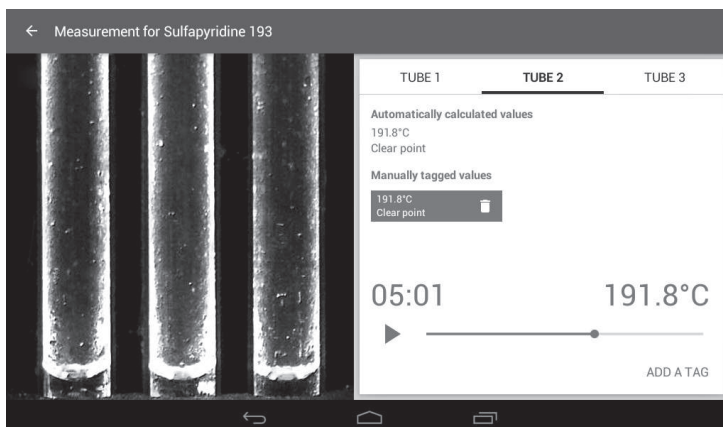 Measurement for Sulfapyridine 193
TUBE 1 TUBE 2 TUBE 3
Automatically calculated values
191.8°C
Clear point
Manually tagged values
191.8°C
Clear point
05:01 191.8°C
ADD A TAG